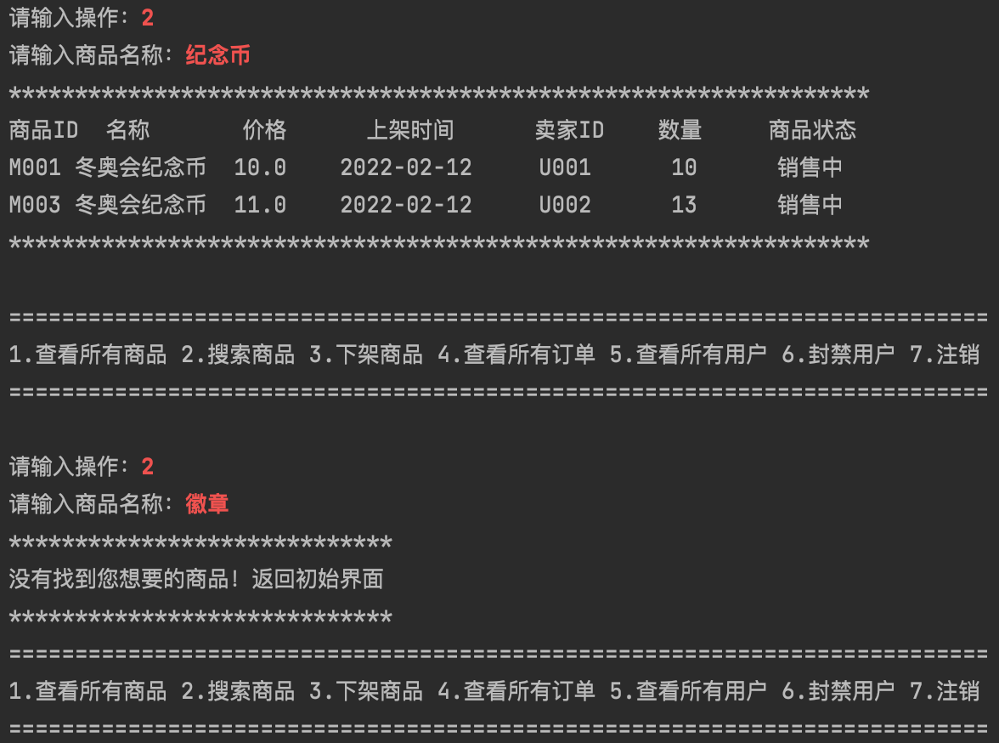 请输入操作：2
请输入商品名称：纪念币
*****************************************************************
商品ID  名称       价格      上架时间      卖家ID    数量     商品状态
M001 冬奥会纪念币  10.0    2022-02-12     U001      10      销售中
M003 冬奥会纪念币  11.0    2022-02-12     U002      13      销售中
*****************************************************************
==========================================================================
1.查看所有商品 2.搜索商品 3.下架商品 4.查看所有订单 5.查看所有用户 6.封禁用户 7.注销
==========================================================================
请输入操作：2
请输入商品名称：徽章
*****************************
没有找到您想要的商品！返回初始界面
*****************************
==========================================================================
1.查看所有商品 2.搜索商品 3.下架商品 4.查看所有订单 5.查看所有用户 6.封禁用户 7.注销
==========================================================================